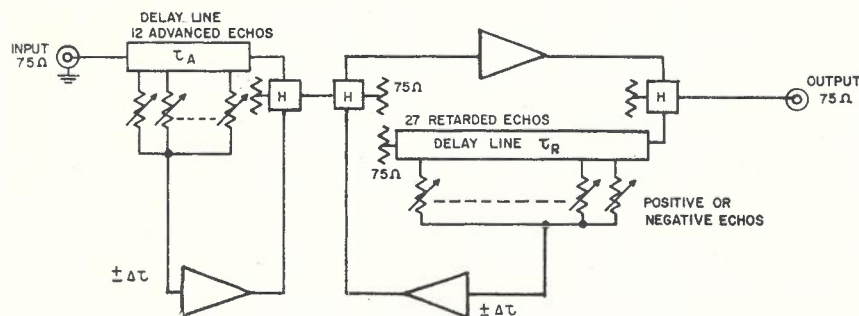 DELAY LINE
12 ADVANCED ECHOS
INPUT
75Ω
τA
H
H
75Ω
H
OUTPUT
75Ω
27 RETARDED ECHOS
DELAY LINE τR
75Ω
POSITIVE OR
NEGATIVE ECHOS
± Δτ
± Δτ